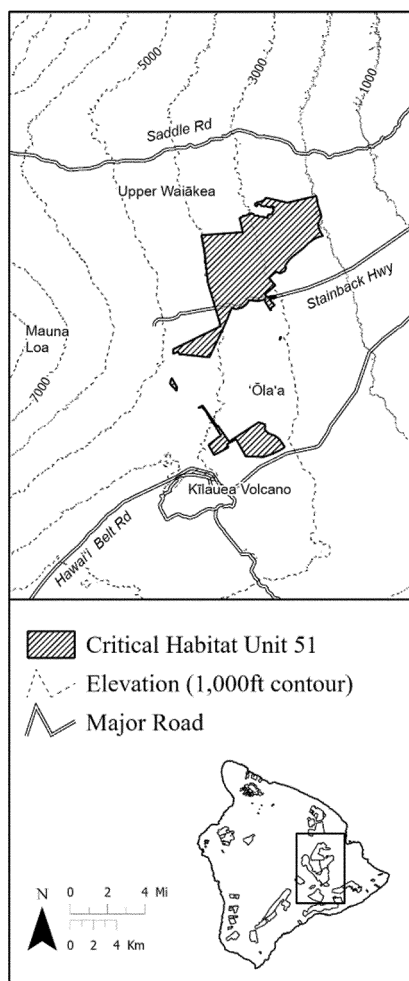 5000
3000
1000
Saddle Rd
Upper Waiākea
Stainback Hwy
Mauna
Loa
7000
ʻŌlaʻa
Kīlauea Volcano
Hawaiʻi Belt Rd
Critical Habitat Unit 51
Elevation (1,000ft contour)
Major Road
N
0 2 4 Mi
0 2 4 Km